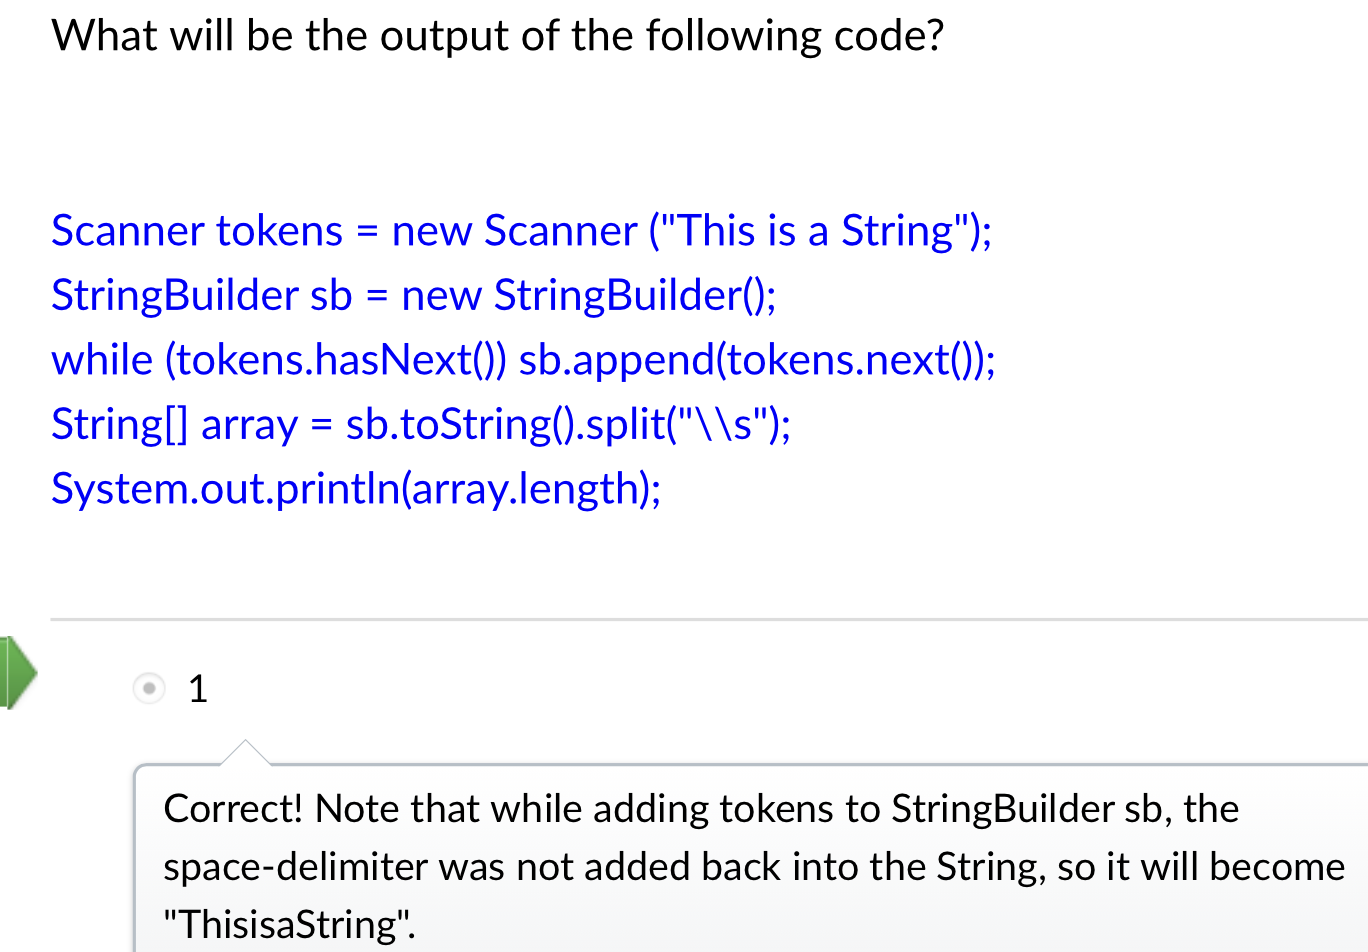 What will be the output of the following code?
Scanner tokens = new Scanner ("This is a String");
StringBuilder sb = new StringBuilder();
while (tokens.hasNext()) sb.append(tokens.next());
String[] array = sb.toString().split("\\s");
System.out.println(array.length);
1
Correct! Note that while adding tokens to StringBuilder sb, the
space-delimiter was not added back into the String, so it will become
"ThisisaString".